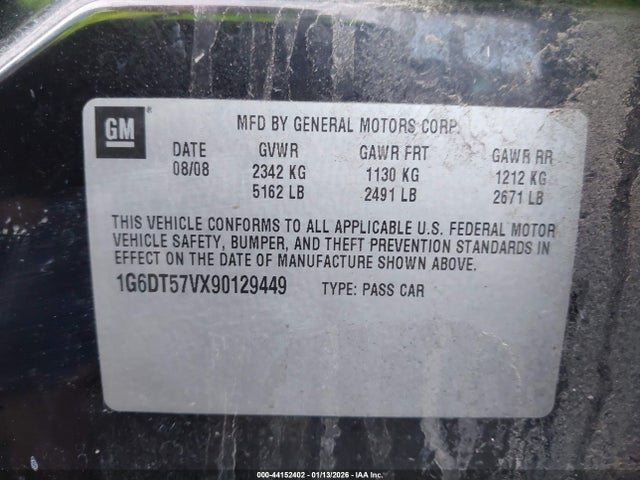 GM
MFD BY GENERAL MOTORS CORP.
DATE GVWR GAWR FRT GAWR RR
08/08 2342 KG 1130 KG 1212 KG
5162 LB 2491 LB 2671 LB
THIS VEHICLE CONFORMS TO ALL APPLICABLE U.S. FEDERAL MOTOR
VEHICLE SAFETY, BUMPER, AND THEFT PREVENTION STANDARDS IN
EFFECT ON THE DATE OF MANUFACTURE SHOWN ABOVE.
1G6DT57VX90129449 TYPE: PASS CAR
000-44152402 - 01/13/2026 - IAAI, Inc.